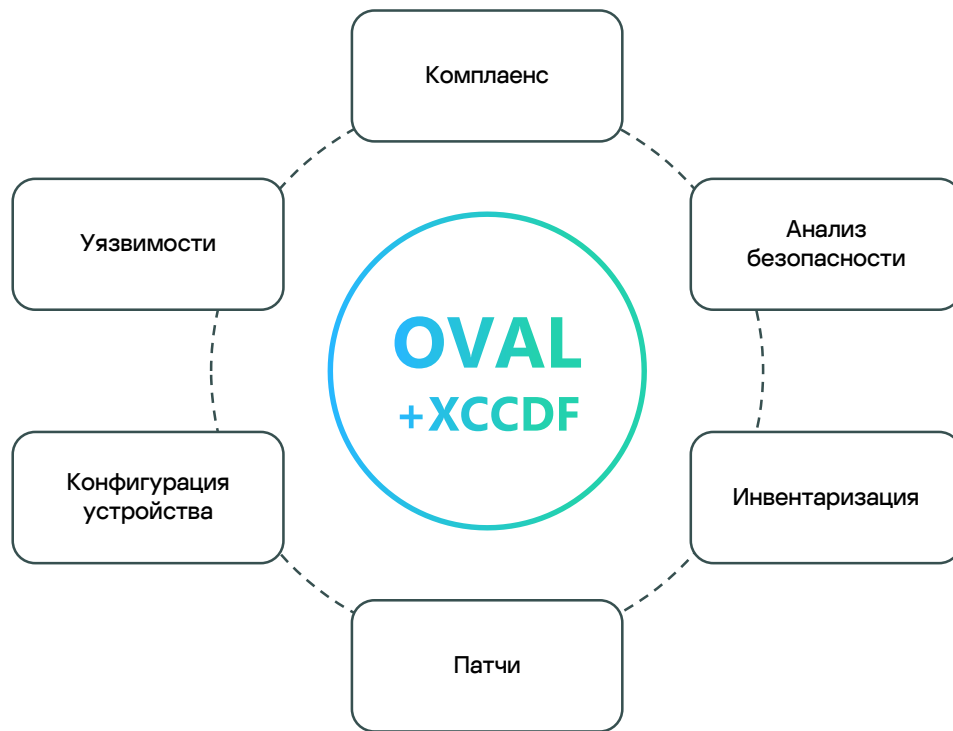 Комплаенс
Уязвимости
Анализ
безопасности
OVAL
+XCCDF
Конфигурация
устройства
Инвентаризация
Патчи